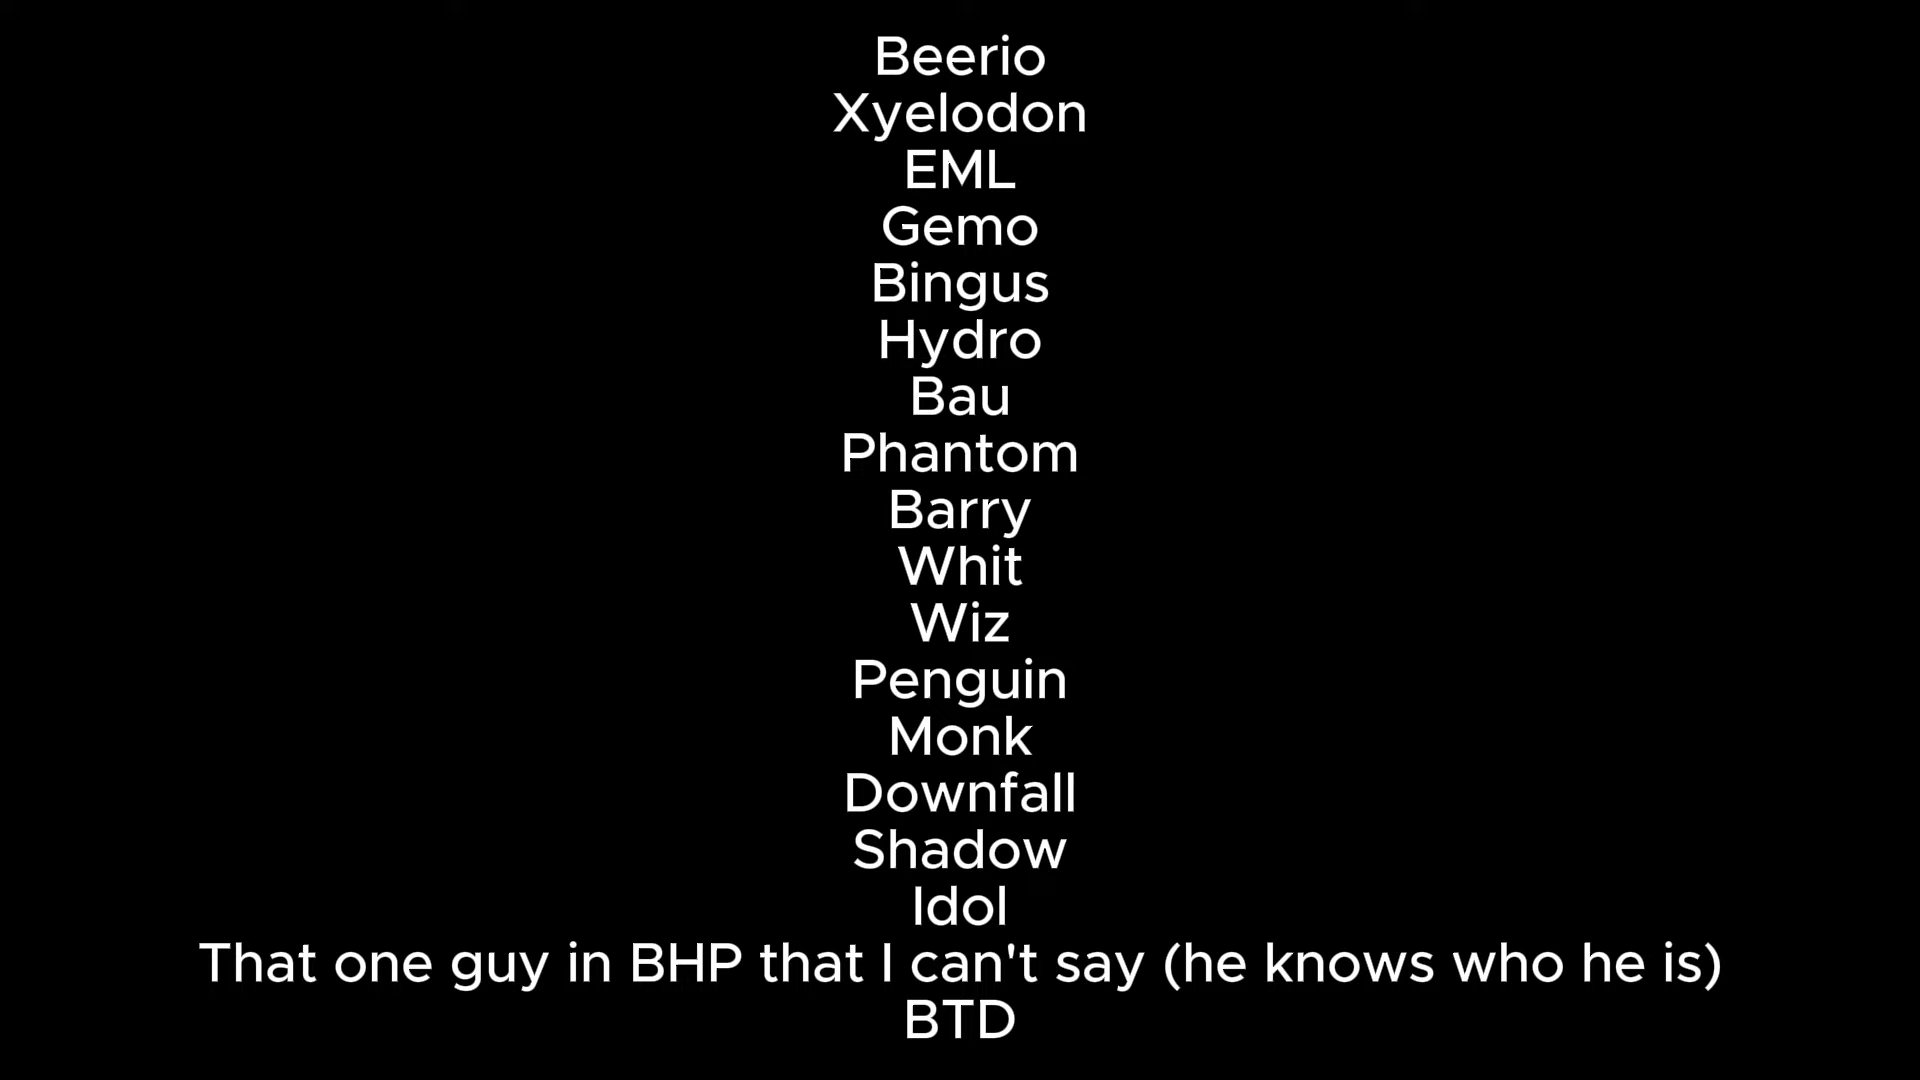 Beerio
Xyelodon
EML
Gemo
Bingus
Hydro
Bau
Phantom
Barry
Whit
Wiz
Penguin
Monk
Downfall
Shadow
Idol
That one guy in BHP that I can't say (he knows who he is)
BTD